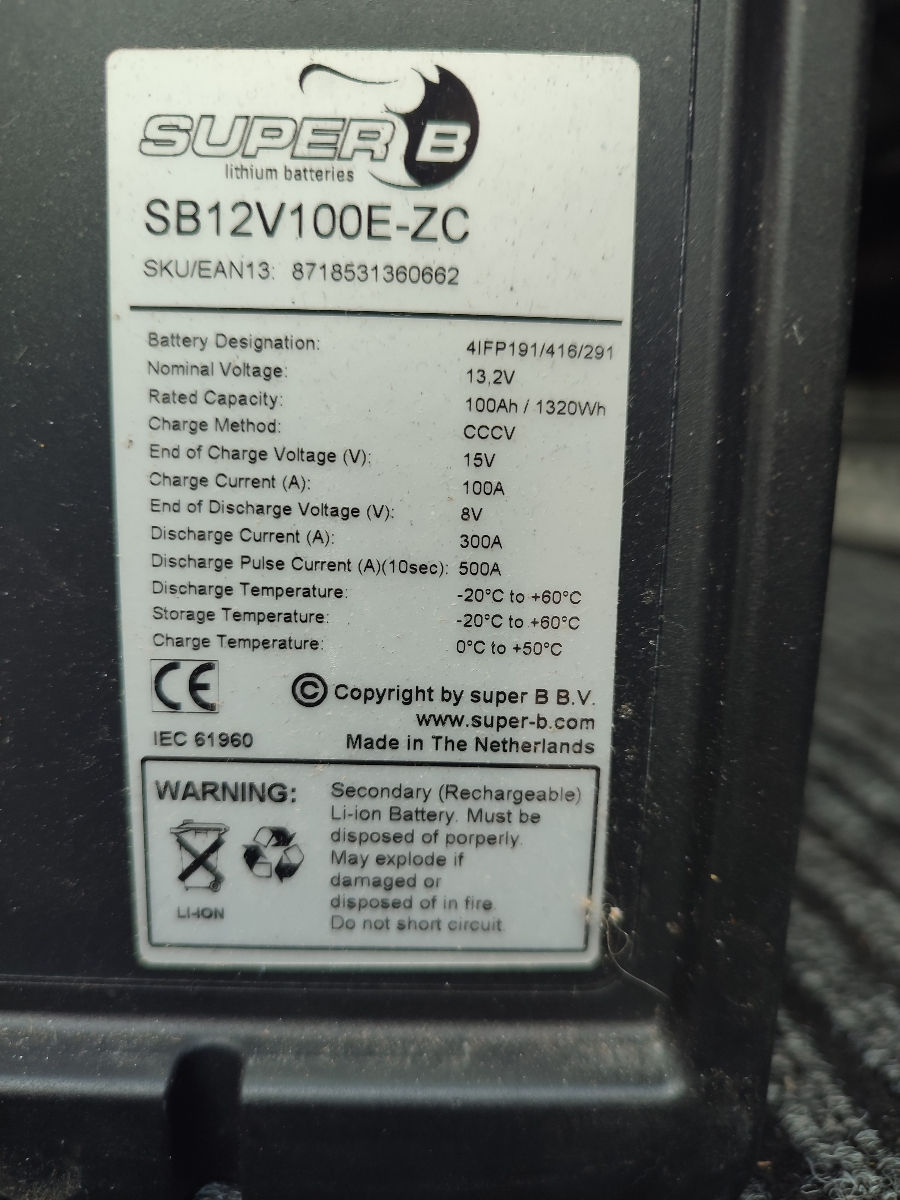 SUPER B
lithium batteries
SB12V100E-ZC
SKU/EAN13: 8718531360662
Battery Designation: 4IFP191/416/291
Nominal Voltage: 13,2V
Rated Capacity: 100Ah / 1320Wh
Charge Method: CCCV
End of Charge Voltage (V): 15V
Charge Current (A): 100A
End of Discharge Voltage (V): 8V
Discharge Current (A): 300A
Discharge Pulse Current (A)(10sec): 500A
Discharge Temperature: -20°C to +60°C
Storage Temperature: -20°C to +60°C
Charge Temperature: 0°C to +50°C
CE
© Copyright by super B B.V.
www.super-b.com
IEC 61960
Made in The Netherlands
WARNING:
Secondary (Rechargeable)
Li-ion Battery. Must be
disposed of porperly.
May explode if
damaged or
disposed of in fire
Do not short circuit.
LI-ION